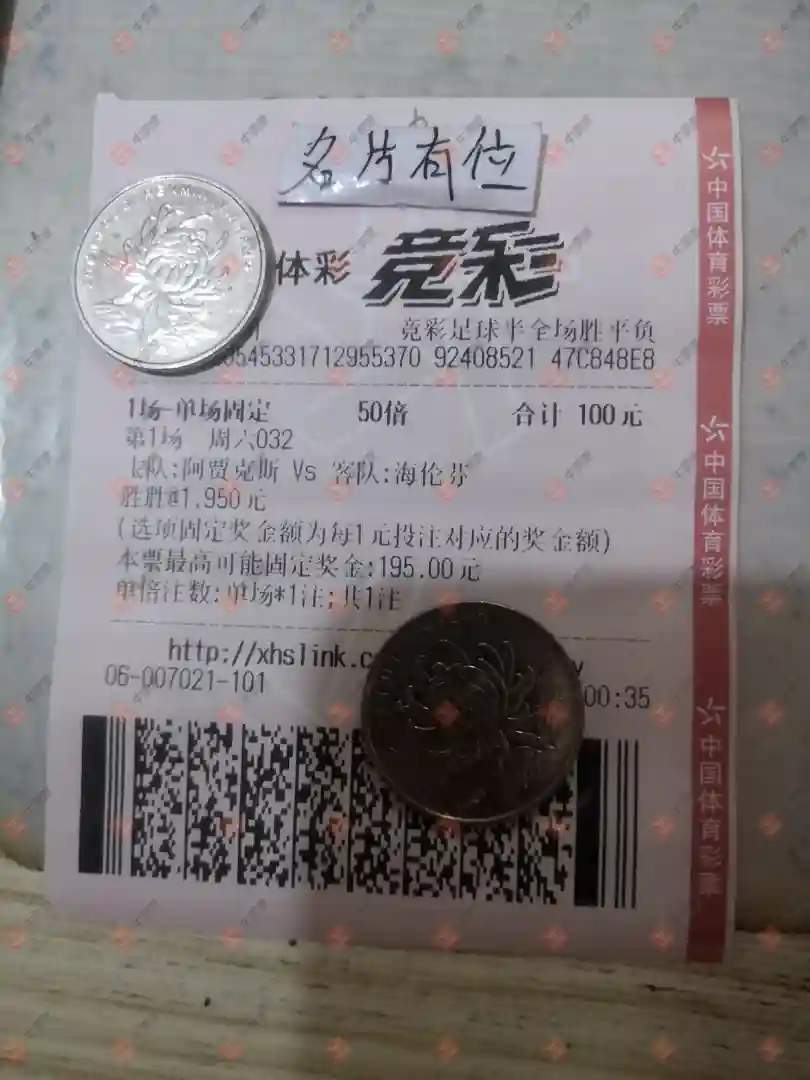 名片有位
体彩 竞彩
竞彩足球半全场胜平负
545331712955370 92408521 47C848E8
1场-单场固定 50倍 合计 100元
第1场 周六032
主队:阿贾克斯 Vs 客队:海伦芬
胜胜@1.950元
(选项固定奖金额为每1元投注对应的奖金额)
本票最高可能固定奖金:195.00元
单倍注数:单场*1注;共1注
http://xhslink.c
06-007021-101 00:35
中国体育彩票
中国体育彩票
中国体育彩票